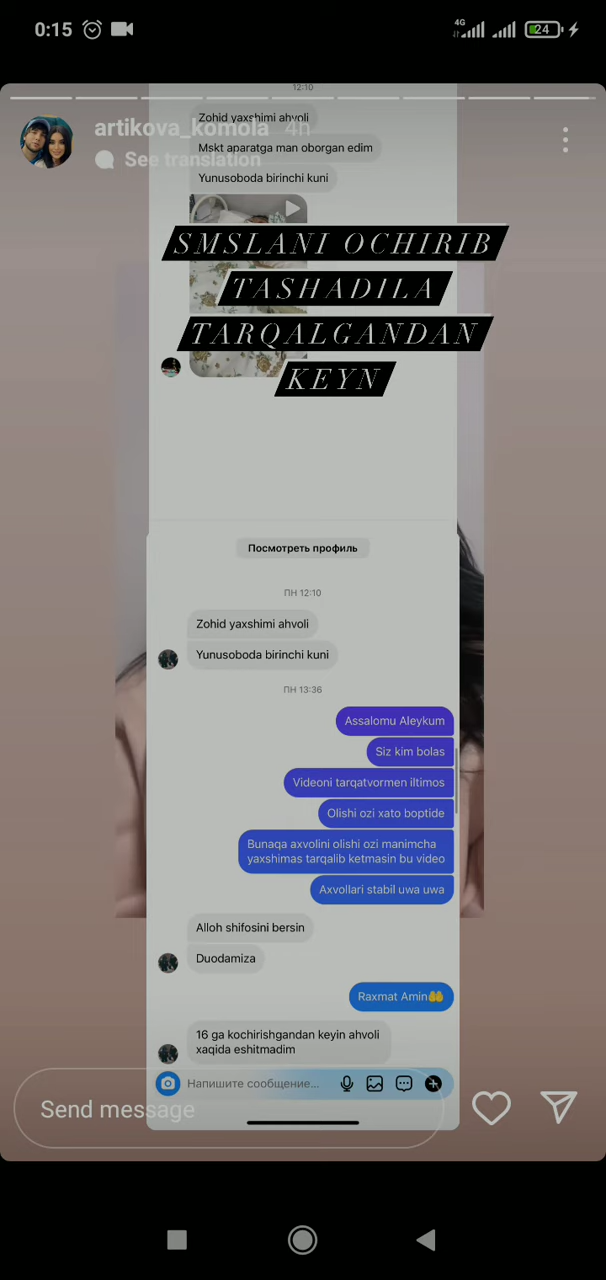 0:15
4G
24
12:10
Zohid yaxshimi ahvoli
artikova_komola 4h
Mskt aparatga man oborgan edim
See translation
Yunusoboda birinchi kuni
SMSLANI OCHIRIB
TASHADILA
TARQALGANDAN
KEYN
Посмотреть профиль
ПН 12:10
Zohid yaxshimi ahvoli
Yunusoboda birinchi kuni
ПН 13:36
Assalomu Aleykum
Siz kim bolas
Videoni tarqatvormen iltimos
Olishi ozi xato boptide
Bunaqa axvolini olishi ozi manimcha
yaxshimas tarqalib ketmasin bu video
Axvollari stabil uwa uwa
Alloh shifosini bersin
Duodamiza
Raxmat Amin🤲
16 ga kochirishgandan keyin ahvoli
xaqida eshitmadim
Напишите сообщение...
Send message